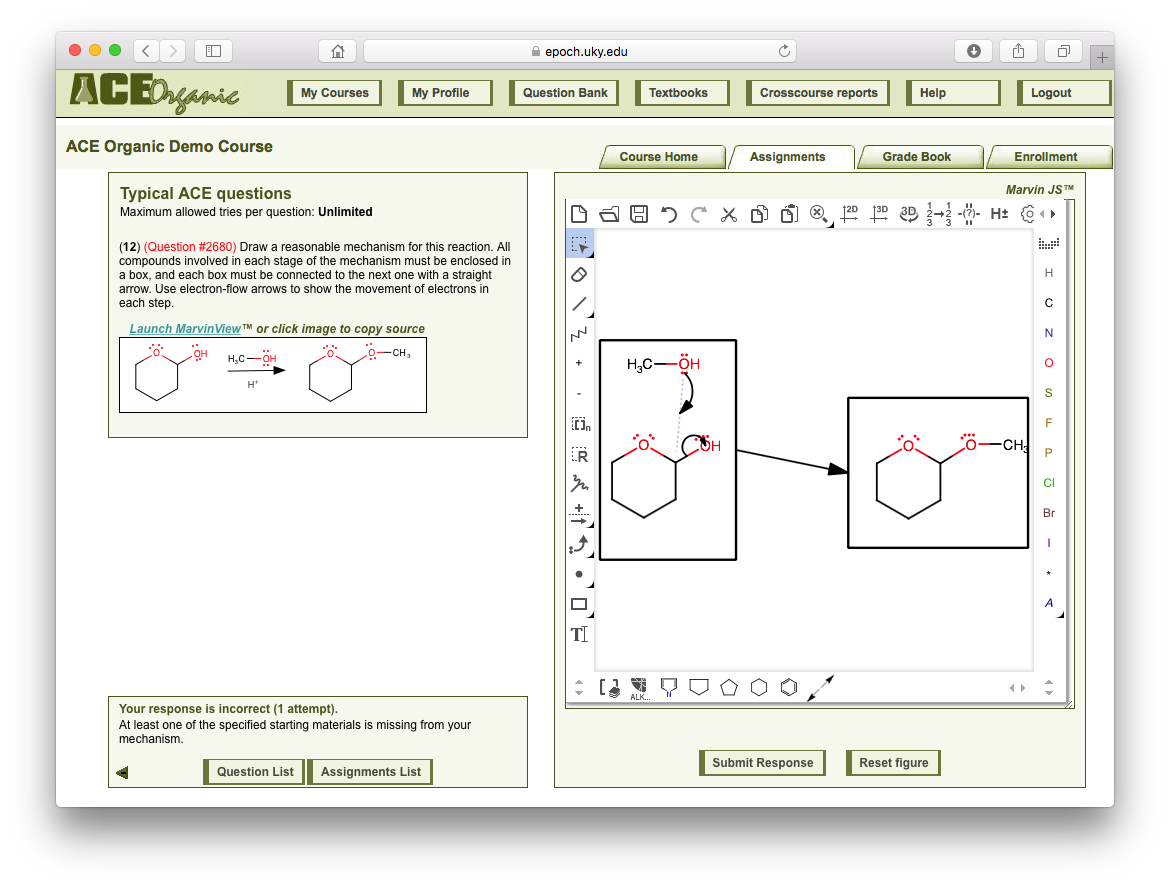 epoch.uky.edu
ACE Organic
My Courses
My Profile
Question Bank
Textbooks
Crosscourse reports
Help
Logout
ACE Organic Demo Course
Course Home
Assignments
Grade Book
Enrollment
Typical ACE questions
Maximum allowed tries per question: Unlimited
(12) (Question #2680) Draw a reasonable mechanism for this reaction. All
compounds involved in each stage of the mechanism must be enclosed in
a box, and each box must be connected to the next one with a straight
arrow. Use electron-flow arrows to show the movement of electrons in
each step.
Launch MarvinView™ or click image to copy source
O
OH
H₃C—OH
H⁺
O
O—CH₃
Your response is incorrect (1 attempt).
At least one of the specified starting materials is missing from your
mechanism.
Question List
Assignments List
Marvin JS™
2D
3D
3D
1 2 3 → 1 2 3
(?)
H±
[ ]n
R
T
H₃C—OH
O
OH
O
O—CH₃
H
C
N
O
S
F
P
Cl
Br
I
*
A
ALK...
N
Submit Response
Reset figure